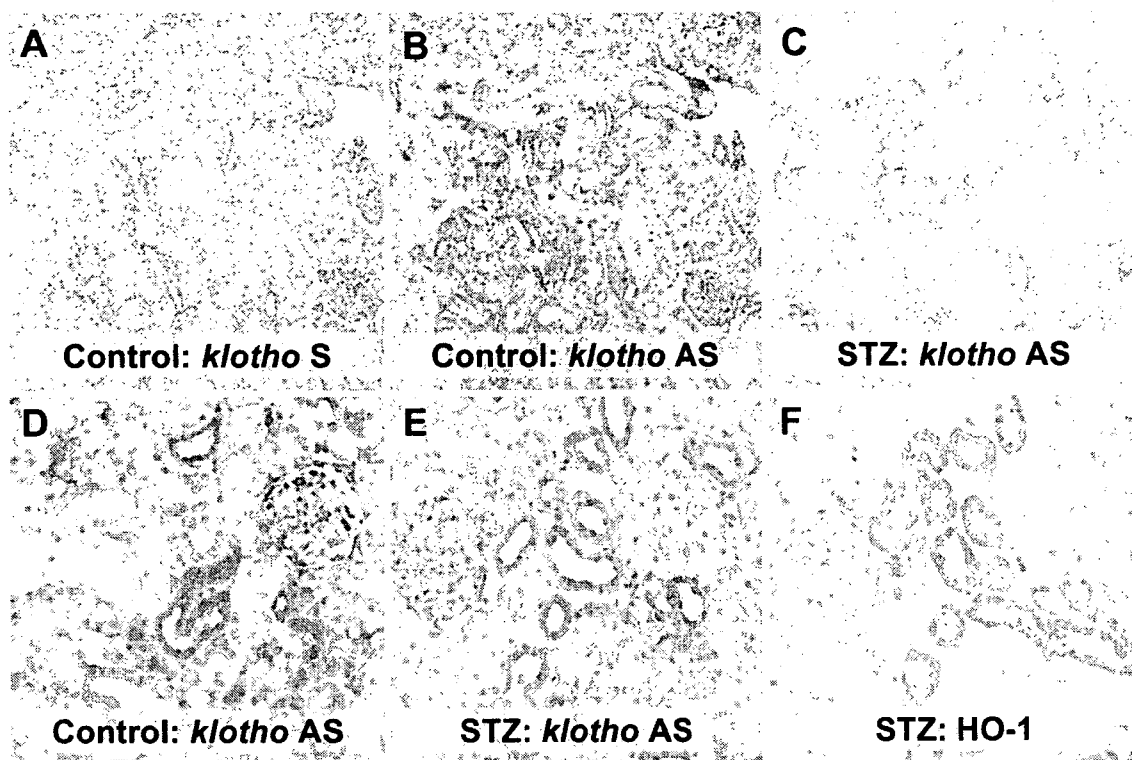 A
B
C
Control: klotho S
Control: klotho AS
STZ: klotho AS
D
E
F
Control: klotho AS
STZ: klotho AS
STZ: HO-1